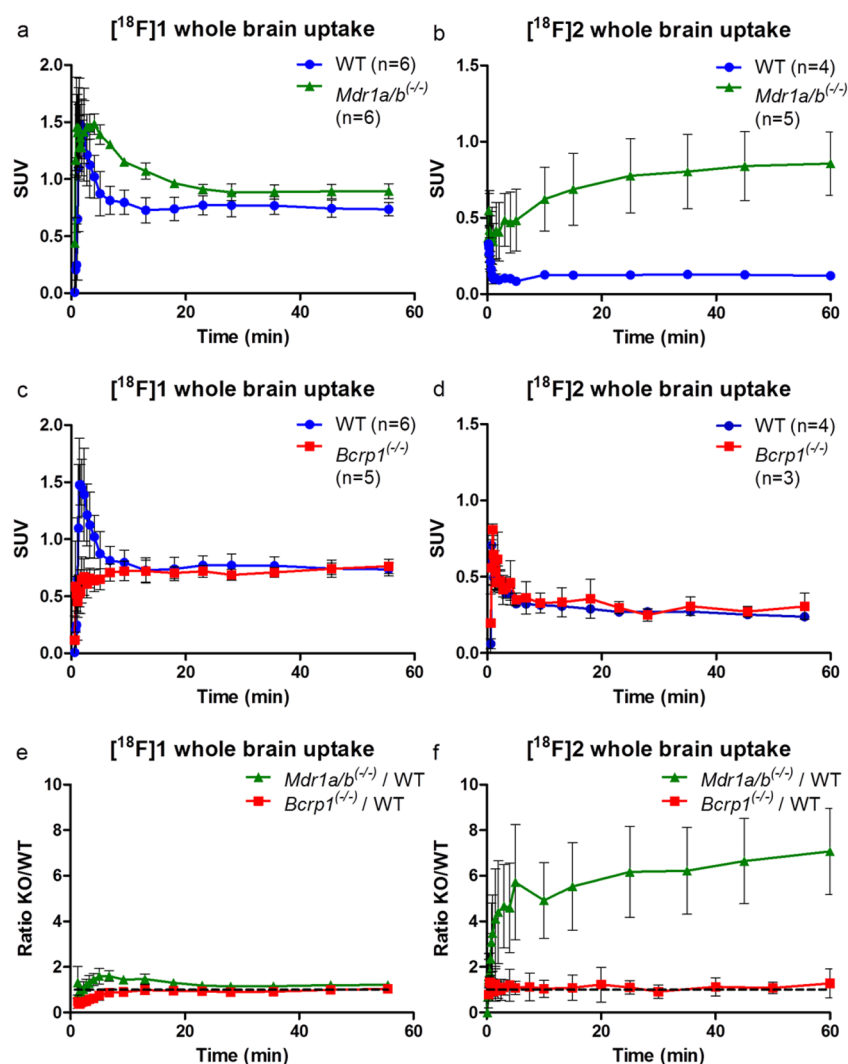 a
[¹⁸F]1 whole brain uptake
WT (n=6)
Mdr1a/b(-/-)
(n=6)
SUV
2.0
1.5
1.0
0.5
0.0
0 20 40 60
Time (min)
b
[¹⁸F]2 whole brain uptake
WT (n=4)
Mdr1a/b(-/-)
(n=5)
SUV
1.5
1.0
0.5
0.0
0 20 40 60
Time (min)
c
[¹⁸F]1 whole brain uptake
WT (n=6)
Bcrp1(-/-)
(n=5)
SUV
2.0
1.5
1.0
0.5
0.0
0 20 40 60
Time (min)
d
[¹⁸F]2 whole brain uptake
WT (n=4)
Bcrp1(-/-)
(n=3)
SUV
1.5
1.0
0.5
0.0
0 20 40 60
Time (min)
e
[¹⁸F]1 whole brain uptake
Mdr1a/b(-/-) / WT
Bcrp1(-/-) / WT
Ratio KO/WT
10
8
6
4
2
0
0 20 40 60
Time (min)
f
[¹⁸F]2 whole brain uptake
Mdr1a/b(-/-) / WT
Bcrp1(-/-) / WT
Ratio KO/WT
10
8
6
4
2
0
0 20 40 60
Time (min)